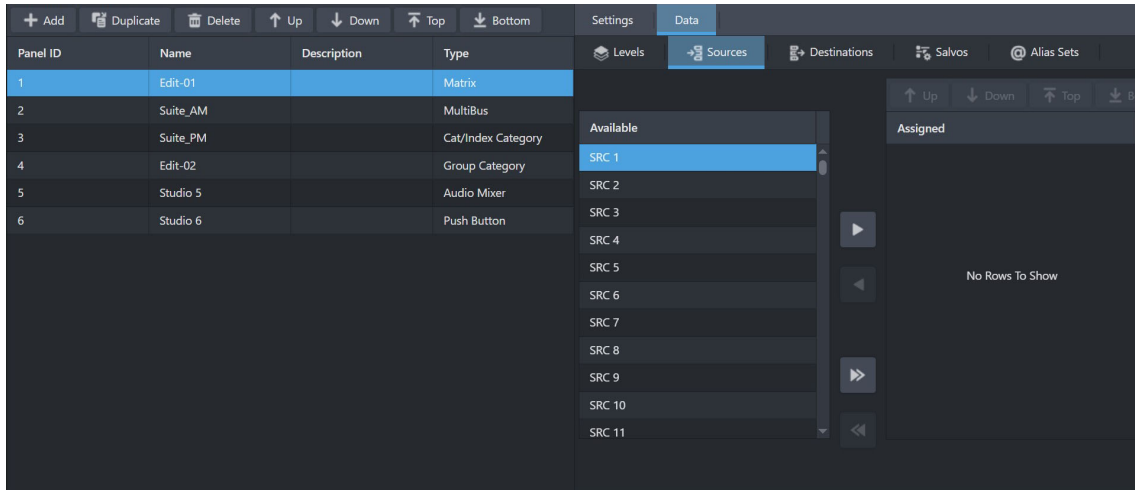 Add Duplicate Delete Up Down Top Bottom
Panel ID Name Description Type
1 Edit-01 Matrix
2 Suite_AM MultiBus
3 Suite_PM Cat/Index Category
4 Edit-02 Group Category
5 Studio 5 Audio Mixer
6 Studio 6 Push Button
Settings Data
Levels Sources Destinations Salvos @ Alias Sets
Up Down Top B
Available
SRC 1
SRC 2
SRC 3
SRC 4
SRC 5
SRC 6
SRC 7
SRC 8
SRC 9
SRC 10
SRC 11
Assigned
No Rows To Show